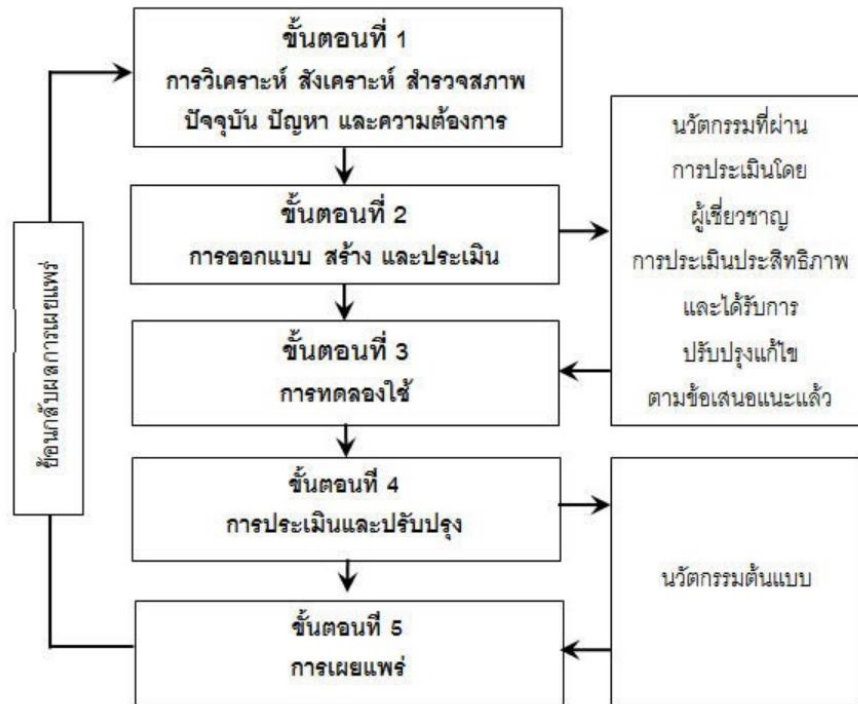 ขั้นตอนที่ 1
การวิเคราะห์ สังเคราะห์ สำรวจสภาพ
ปัจจุบัน ปัญหา และความต้องการ
ขั้นตอนที่ 2
การออกแบบ สร้าง และประเมิน
นวัตกรรมที่ผ่าน
การประเมินโดย
ผู้เชี่ยวชาญ
การประเมินประสิทธิภาพ
และได้รับการ
ปรับปรุงแก้ไข
ตามข้อเสนอแนะแล้ว
ขั้นตอนที่ 3
การทดลองใช้
ขั้นตอนที่ 4
การประเมินและปรับปรุง
นวัตกรรมต้นแบบ
ขั้นตอนที่ 5
การเผยแพร่
ย้อนกลับผลการเผยแพร่